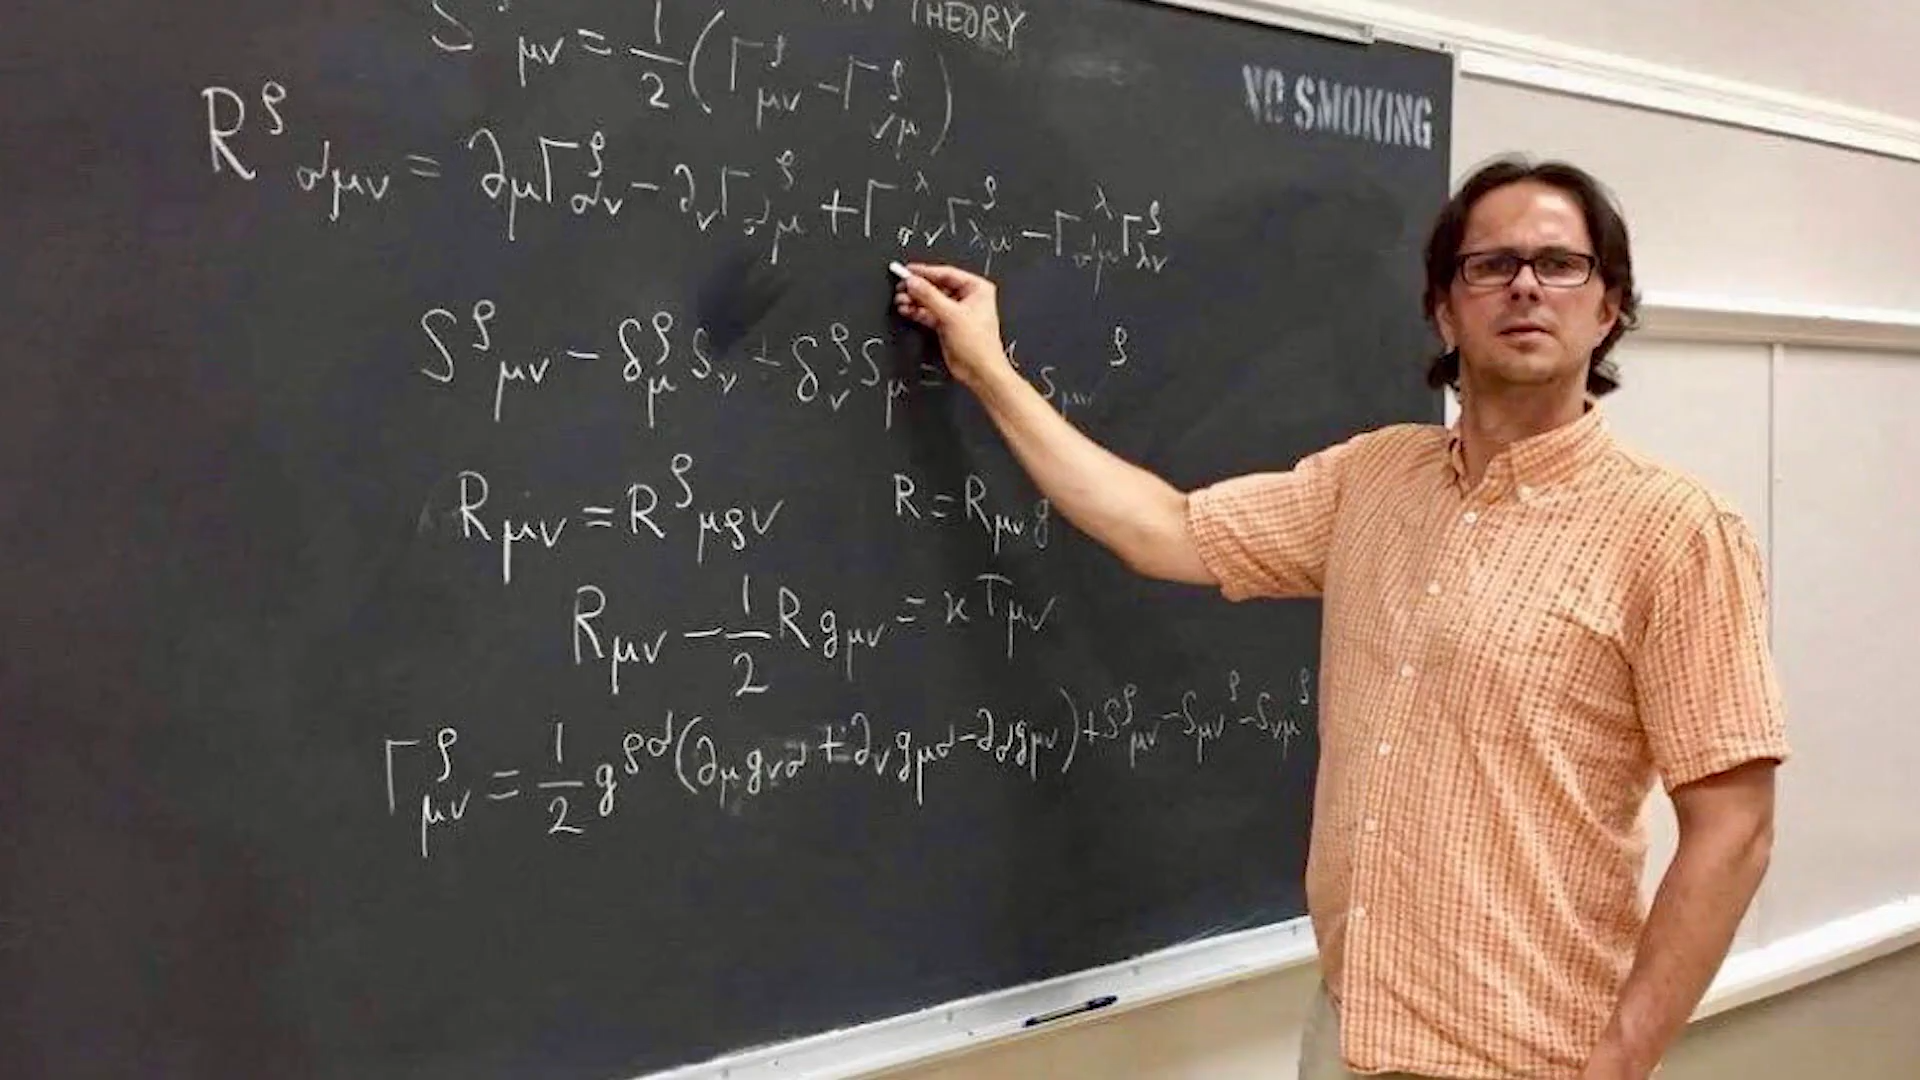 THEORY
NO SMOKING
S μν = 1/2 (Γ^ρ_μν - Γ^ρ_νμ)
R^ρ_σμν = ∂_μ Γ^ρ_σν - ∂_ν Γ^ρ_σμ + Γ^λ_σν Γ^ρ_λμ - Γ^λ_σμ Γ^ρ_λν
S^ρ_μν - δ^ρ_μ S_ν + δ^ρ_ν S_μ = s_μν^ρ
R_μν = R^ρ_μρν R = R_μν g
R_μν - 1/2 R g_μν = κ T_μν
Γ^ρ_μν = 1/2 g^ρσ (∂_μ g_νσ + ∂_ν g_μσ - ∂_σ g_μν) + S^ρ_μν - S_μν^ρ - S_νμ^ρ